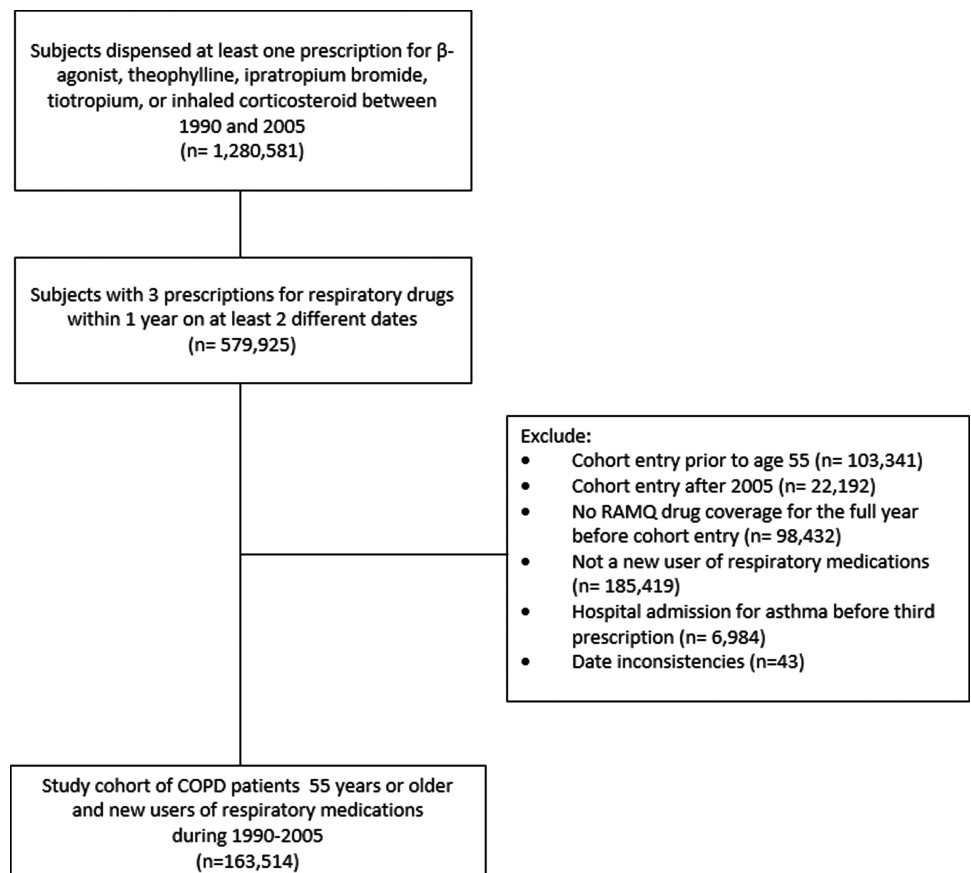 Subjects dispensed at least one prescription for β-
agonist, theophylline, ipratropium bromide,
tiotropium, or inhaled corticosteroid between
1990 and 2005
(n= 1,280,581)
Subjects with 3 prescriptions for respiratory drugs
within 1 year on at least 2 different dates
(n= 579,925)
Exclude:
• Cohort entry prior to age 55 (n= 103,341)
• Cohort entry after 2005 (n= 22,192)
• No RAMQ drug coverage for the full year
before cohort entry (n= 98,432)
• Not a new user of respiratory medications
(n= 185,419)
• Hospital admission for asthma before third
prescription (n= 6,984)
• Date inconsistencies (n=43)
Study cohort of COPD patients 55 years or older
and new users of respiratory medications
during 1990-2005
(n=163,514)